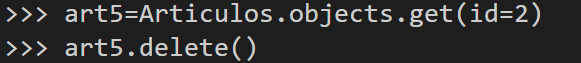 >>> art5=Articulos.objects.get(id=2)
>>> art5.delete()